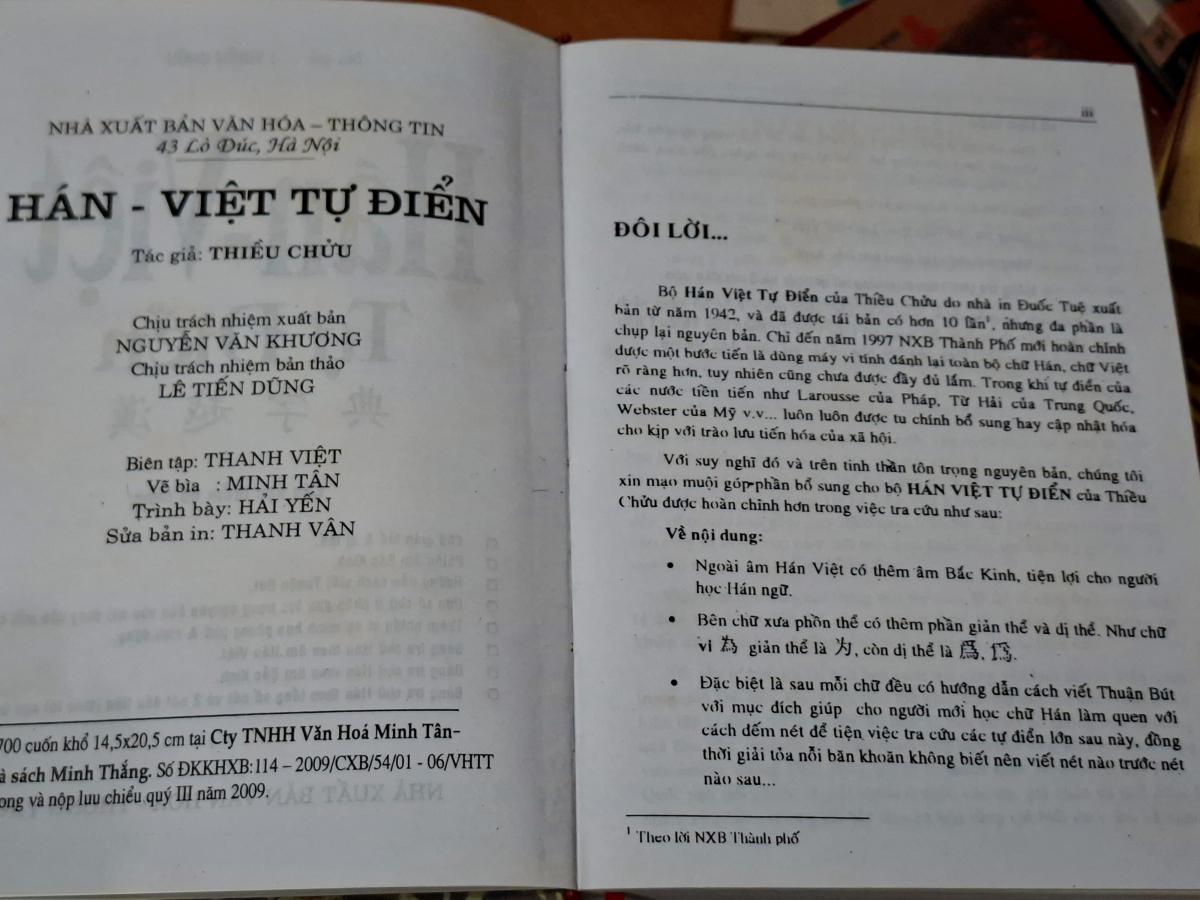 NHÀ XUẤT BẢN VĂN HÓA – THÔNG TIN
43 Lò Đúc, Hà Nội
HÁN - VIỆT TỰ ĐIỂN
Tác giả: THIỀU CHỬU
Chịu trách nhiệm xuất bản
NGUYỄN VĂN KHƯƠNG
Chịu trách nhiệm bản thảo
LÊ TIẾN DŨNG
Biên tập: THANH VIỆT
Vẽ bìa : MINH TÂN
Trình bày: HẢI YẾN
Sửa bản in: THANH VÂN
700 cuốn khổ 14,5x20,5 cm tại Cty TNHH Văn Hoá Minh Tân-
sách Minh Thắng. Số ĐKKHXB:114 – 2009/CXB/54/01 - 06/VHTT
ong và nộp lưu chiểu quý III năm 2009.
iii
ĐÔI LỜI...
Bộ Hán Việt Tự Điển của Thiều Chửu do nhà in Đuốc Tuệ xuất
bản từ năm 1942, và đã được tái bản có hơn 10 lần¹, nhưng đa phần là
chụp lại nguyên bản. Chỉ đến năm 1997 NXB Thành Phố mới hoàn chỉnh
được một bước tiến là dùng máy vi tính đánh lại toàn bộ chữ Hán, chữ Việt
rõ ràng hơn, tuy nhiên cũng chưa được đầy đủ lắm. Trong khi tự điển của
các nước tiền tiến như Larousse của Pháp, Từ Hải của Trung Quốc,
Webster của Mỹ v.v... luôn luôn được tu chính bổ sung hay cập nhật hóa
cho kịp với trào lưu tiến hóa của xã hội.
Với suy nghĩ đó và trên tinh thần tôn trọng nguyên bản, chúng tôi
xin mạo muội góp phần bổ sung cho bộ HÁN VIỆT TỰ ĐIỂN của Thiều
Chửu được hoàn chỉnh hơn trong việc tra cứu như sau:
Về nội dung:
• Ngoài âm Hán Việt có thêm âm Bắc Kinh, tiện lợi cho người
học Hán ngữ.
• Bên chữ xưa phồn thể có thêm phần giản thể và dị thể. Như chữ
vi 為 giản thể là 为, còn dị thể là 爲,
• Đặc biệt là sau mỗi chữ đều có hướng dẫn cách viết Thuận Bút
với mục đích giúp cho người mới học chữ Hán làm quen với
cách đếm nét để tiện việc tra cứu các tự điển lớn sau này, đồng
thời giải tỏa nỗi băn khoăn không biết nên viết nét nào trước nét
nào sau...
¹ Theo lời NXB Thành phố